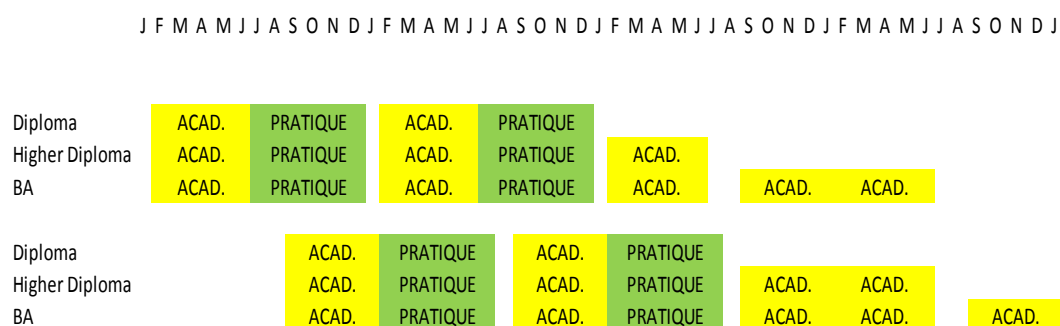 J F M A M J J A S O N D J F M A M J J A S O N D J F M A M J J A S O N D J F M A M J J A S O N D J
Diploma ACAD. PRATIQUE ACAD. PRATIQUE
Higher Diploma ACAD. PRATIQUE ACAD. PRATIQUE ACAD.
BA ACAD. PRATIQUE ACAD. PRATIQUE ACAD. ACAD. ACAD.
Diploma ACAD. PRATIQUE ACAD. PRATIQUE
Higher Diploma ACAD. PRATIQUE ACAD. PRATIQUE ACAD. ACAD.
BA ACAD. PRATIQUE ACAD. PRATIQUE ACAD. ACAD. ACAD.